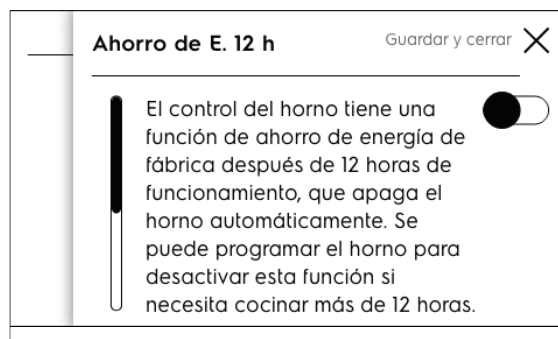 Ahorro de E. 12 h
Guardar y cerrar
El control del horno tiene una
función de ahorro de energía de
fábrica después de 12 horas de
funcionamiento, que apaga el
horno automáticamente. Se
puede programar el horno para
desactivar esta función si
necesita cocinar más de 12 horas.